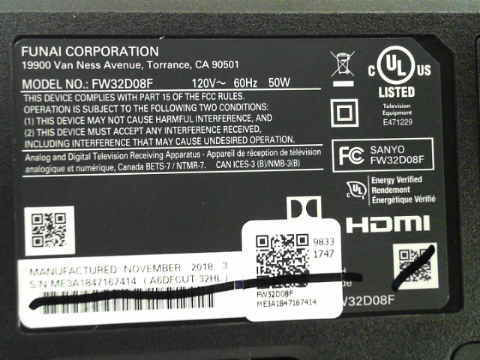 FUNAI CORPORATION
19900 Van Ness Avenue, Torrance, CA 90501
MODEL NO.: FW32D08F 120V~ 60Hz 50W
THIS DEVICE COMPLIES WITH PART 15 OF THE FCC RULES.
OPERATION IS SUBJECT TO THE FOLLOWING TWO CONDITIONS:
(1) THIS DEVICE MAY NOT CAUSE HARMFUL INTERFERENCE, AND
(2) THIS DEVICE MUST ACCEPT ANY INTERFERENCE RECEIVED,
INCLUDING INTERFERENCE THAT MAY CAUSE UNDESIRED OPERATION.
Analog and Digital Television Receiving Apparatus - Appareil de réception de télévision
analogique et numérique, Canada BETS-7 / NTMR-7. CAN ICES-3 (B)/NMB-3(B)
C UL US
LISTED
Television
Equipment
E471229
FC SANYO
FW32D08F
c UL Energy Verified
Rendement
Énergétique Vérifié
HDMI
MANUFACTURED: NOVEMBER 2018 3
S/N ME3A1847167414 ( A6DFCUT-32HL )
9833
1747
FW32D08F
ME3A1847167414
W32D08F